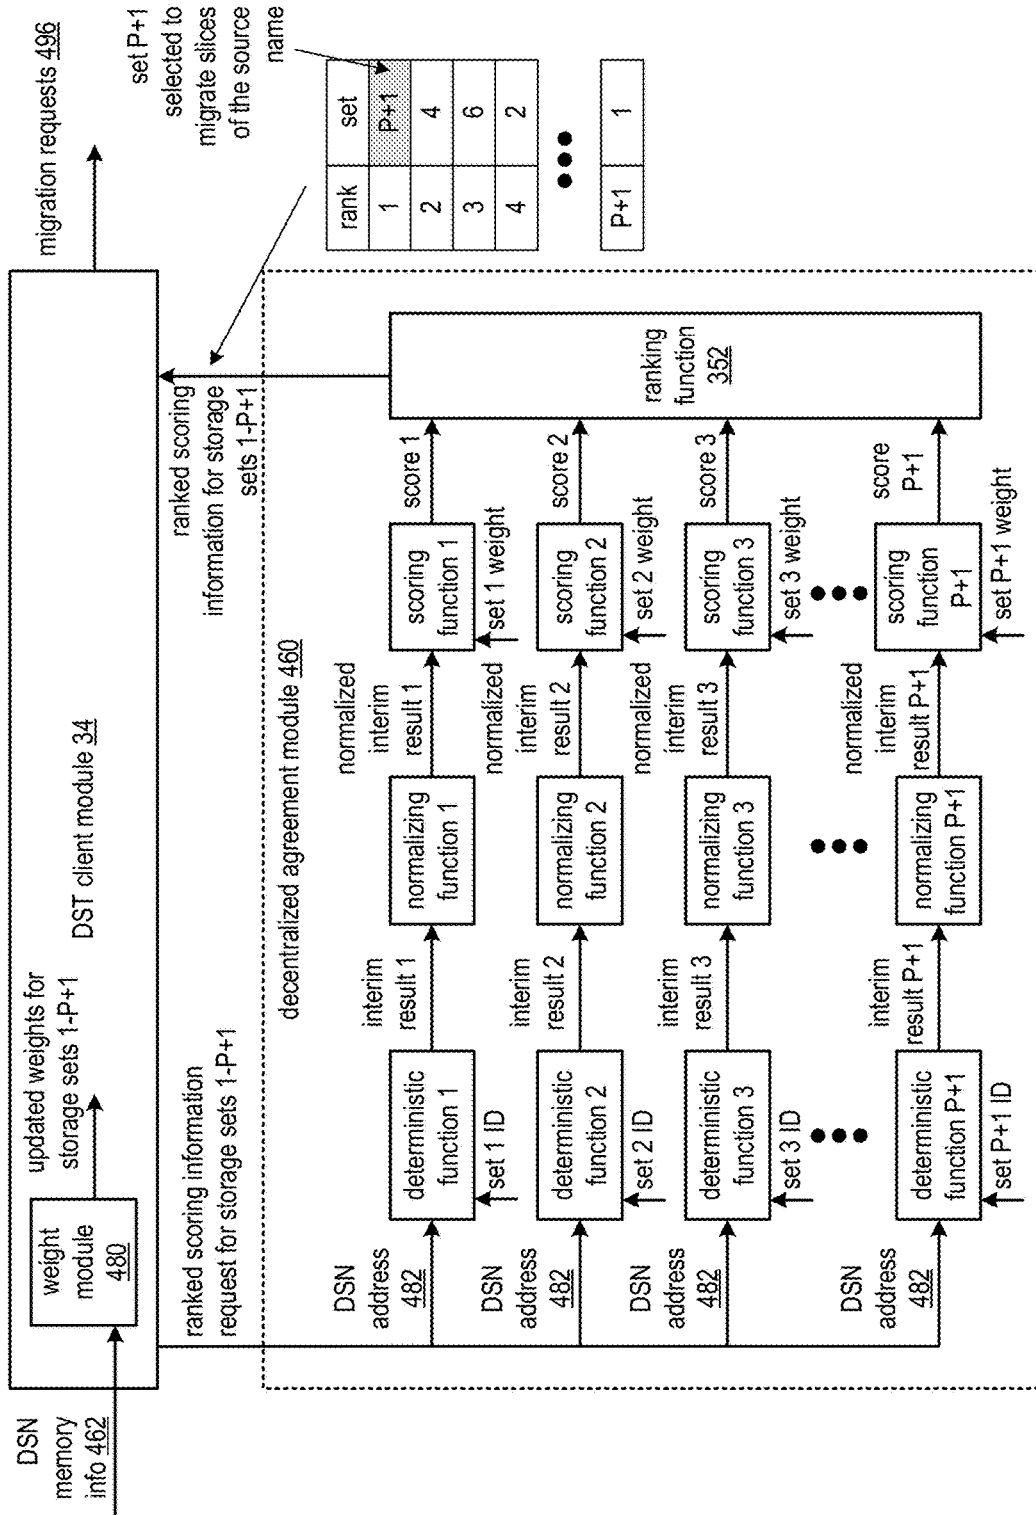 DSN
memory
info 462
weight
module
480
updated weights for
storage sets 1-P+1
DST client module 34
migration requests 496
ranked scoring information
request for storage sets 1-P+1
ranked scoring
information for storage
sets 1-P+1
set P+1
selected to
migrate slices
of the source
name
rank
set
1
P+1
2
4
3
6
4
2
P+1
1
decentralized agreement module 460
DSN
address
482
deterministic
function 1
set 1 ID
interim
result 1
normalizing
function 1
normalized
interim
result 1
scoring
function 1
set 1 weight
score 1
DSN
address
482
deterministic
function 2
set 2 ID
interim
result 2
normalizing
function 2
normalized
interim
result 2
scoring
function 2
set 2 weight
score 2
DSN
address
482
deterministic
function 3
set 3 ID
interim
result 3
normalizing
function 3
normalized
interim
result 3
scoring
function 3
set 3 weight
score 3
DSN
address
482
deterministic
function P+1
set P+1 ID
interim
result P+1
normalizing
function P+1
normalized
interim
result P+1
scoring
function
P+1
set P+1 weight
score
P+1
ranking
function
352